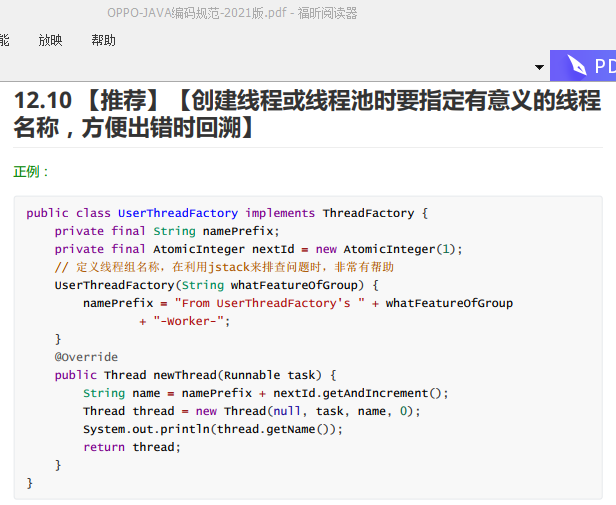 OPPO-JAVA编码规范-2021版.pdf - 福昕阅读器
能 放映 帮助
PD
12.10 【推荐】【创建线程或线程池时要指定有意义的线程
名称，方便出错时回溯】
正例：
public class UserThreadFactory implements ThreadFactory {
    private final String namePrefix;
    private final AtomicInteger nextId = new AtomicInteger(1);
    // 定义线程组名称，在利用jstack来排查问题时，非常有帮助
    UserThreadFactory(String whatFeatureOfGroup) {
        namePrefix = "From UserThreadFactory's " + whatFeatureOfGroup
                + "-Worker-";
    }
    @Override
    public Thread newThread(Runnable task) {
        String name = namePrefix + nextId.getAndIncrement();
        Thread thread = new Thread(null, task, name, 0);
        System.out.println(thread.getName());
        return thread;
    }
}